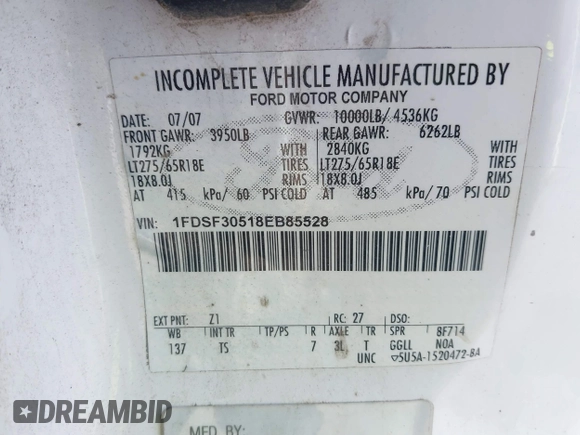 INCOMPLETE VEHICLE MANUFACTURED BY
FORD MOTOR COMPANY
DATE: 07/07 GVWR: 10000LB/ 4536KG
FRONT GAWR: 3950LB REAR GAWR: 6262LB
1792KG WITH 2840KG WITH
LT275/65R18E TIRES LT275/65R18E TIRES
18X8.0J RIMS 18X8.0J RIMS
AT 415 kPa/ 60 PSI COLD AT 485 kPa/ 70 PSI COLD
VIN: 1FDSF30518EB85528
EXT PNT: Z1 RC: 27 DSO:
WB INT TR TP/PS R AXLE TR SPR 8F714
137 TS 7 3L T GGLL NOA
UNC ▽5U5A-1520472-BA
MFD. BY:
DREAMBID